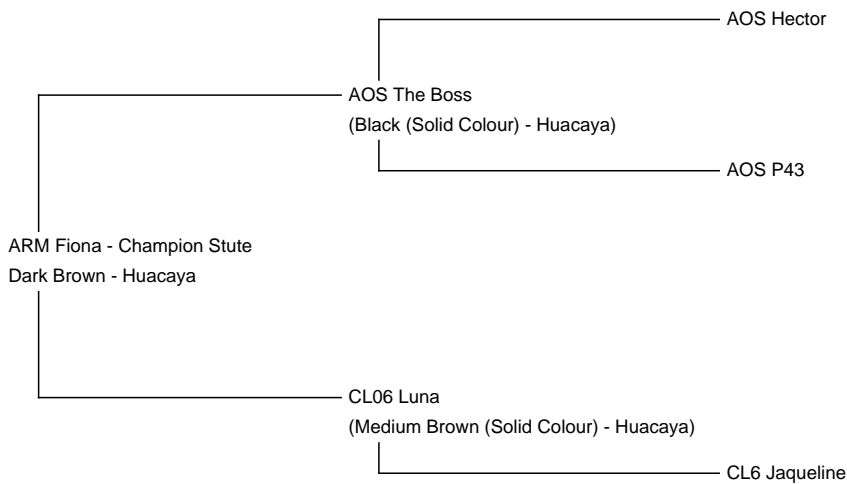 AOS Hector
AOS The Boss
(Black (Solid Colour) - Huacaya)
AOS P43
ARM Fiona - Champion Stute
Dark Brown - Huacaya
CL06 Luna
(Medium Brown (Solid Colour) - Huacaya)
CL6 Jaqueline